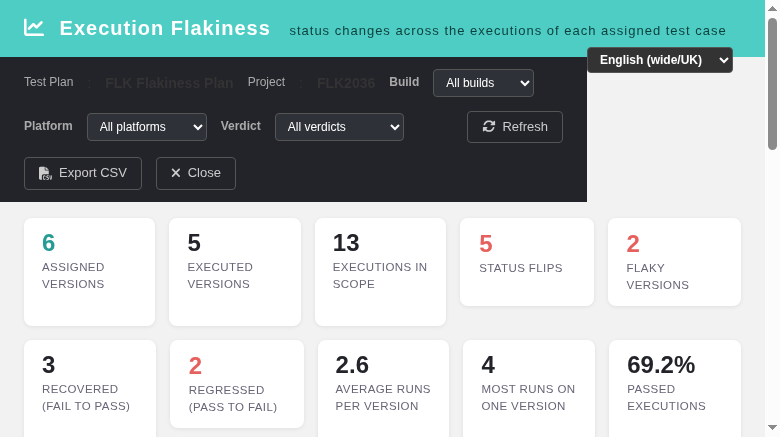 Execution Flakiness status changes across the executions of each assigned test case
English (wide/UK)
Test Plan : FLK Flakiness Plan Project : FLK2036 Build All builds
Platform All platforms Verdict All verdicts Refresh
Export CSV Close
6 5 13 5 2
ASSIGNED VERSIONS
EXECUTED VERSIONS
EXECUTIONS IN SCOPE
STATUS FLIPS
FLAKY VERSIONS
3 2 2.6 4 69.2%
RECOVERED (FAIL TO PASS)
REGRESSED (PASS TO FAIL)
AVERAGE RUNS PER VERSION
MOST RUNS ON ONE VERSION
PASSED EXECUTIONS